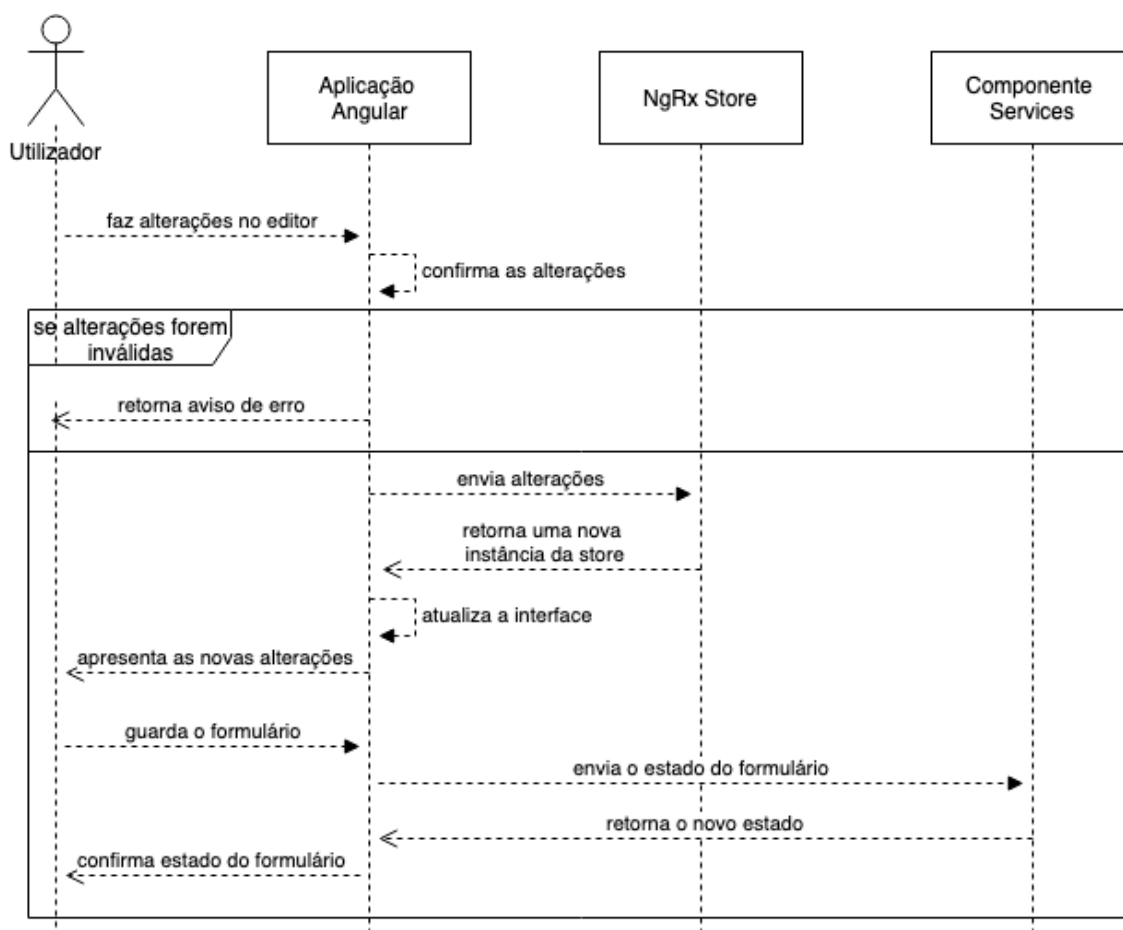 Utilizador
Aplicação
Angular
NgRx Store
Componente
Services
faz alterações no editor
confirma as alterações
se alterações forem
inválidas
retorna aviso de erro
envia alterações
retorna uma nova
instância da store
atualiza a interface
apresenta as novas alterações
guarda o formulário
envia o estado do formulário
retorna o novo estado
confirma estado do formulário